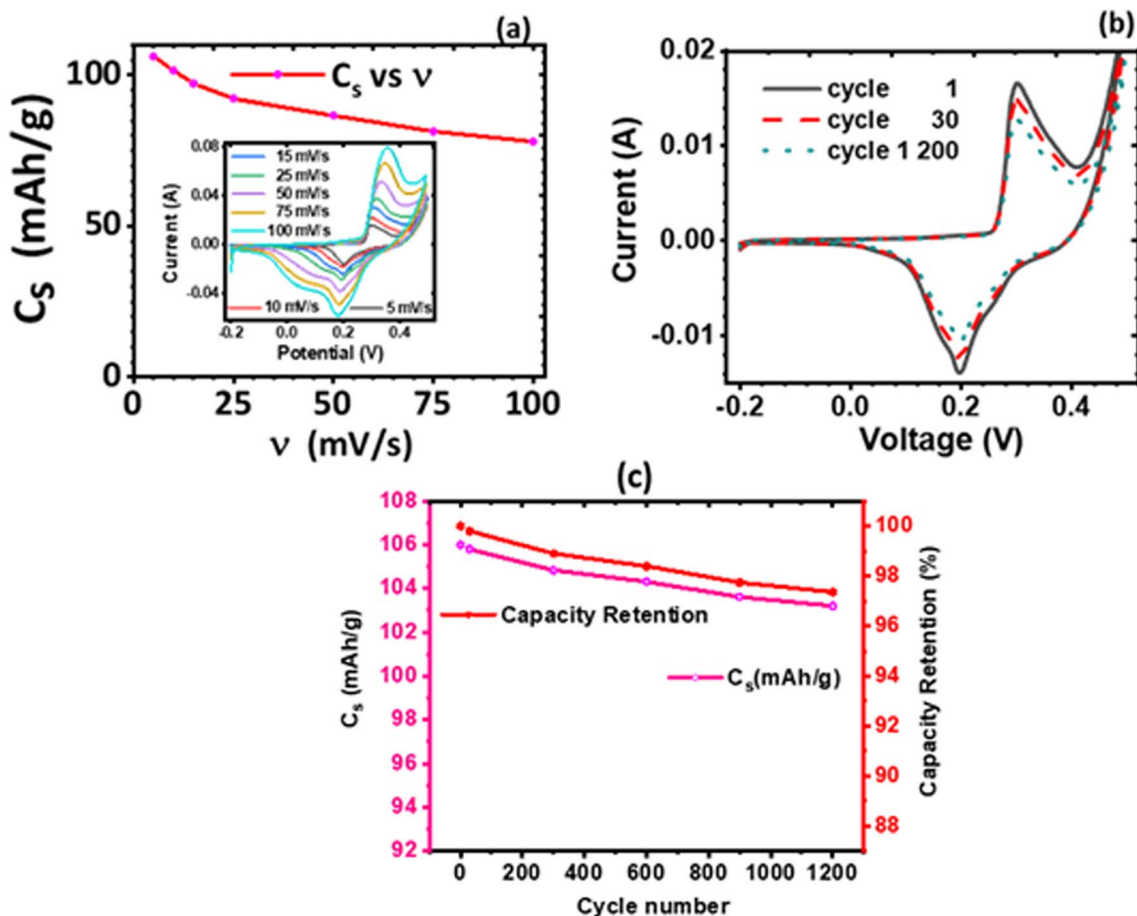 (a)
C_s vs ν
C_s (mAh/g)
100
50
0
0 25 50 75 100
ν (mV/s)
0.08
0.04
0.00
-0.04
Current (A)
15 mV/s
25 mV/s
50 mV/s
75 mV/s
100 mV/s
10 mV/s 5 mV/s
-0.2 0.0 0.2 0.4
Potential (V)
(b)
0.02
0.01
0.00
-0.01
Current (A)
cycle 1
cycle 30
cycle 1 200
-0.2 0.0 0.2 0.4
Voltage (V)
(c)
108
106
104
102
100
98
96
94
92
C_s (mAh/g)
Capacity Retention
C_s(mAh/g)
100
98
96
94
92
90
88
Capacity Retention (%)
0 200 400 600 800 1000 1200
Cycle number